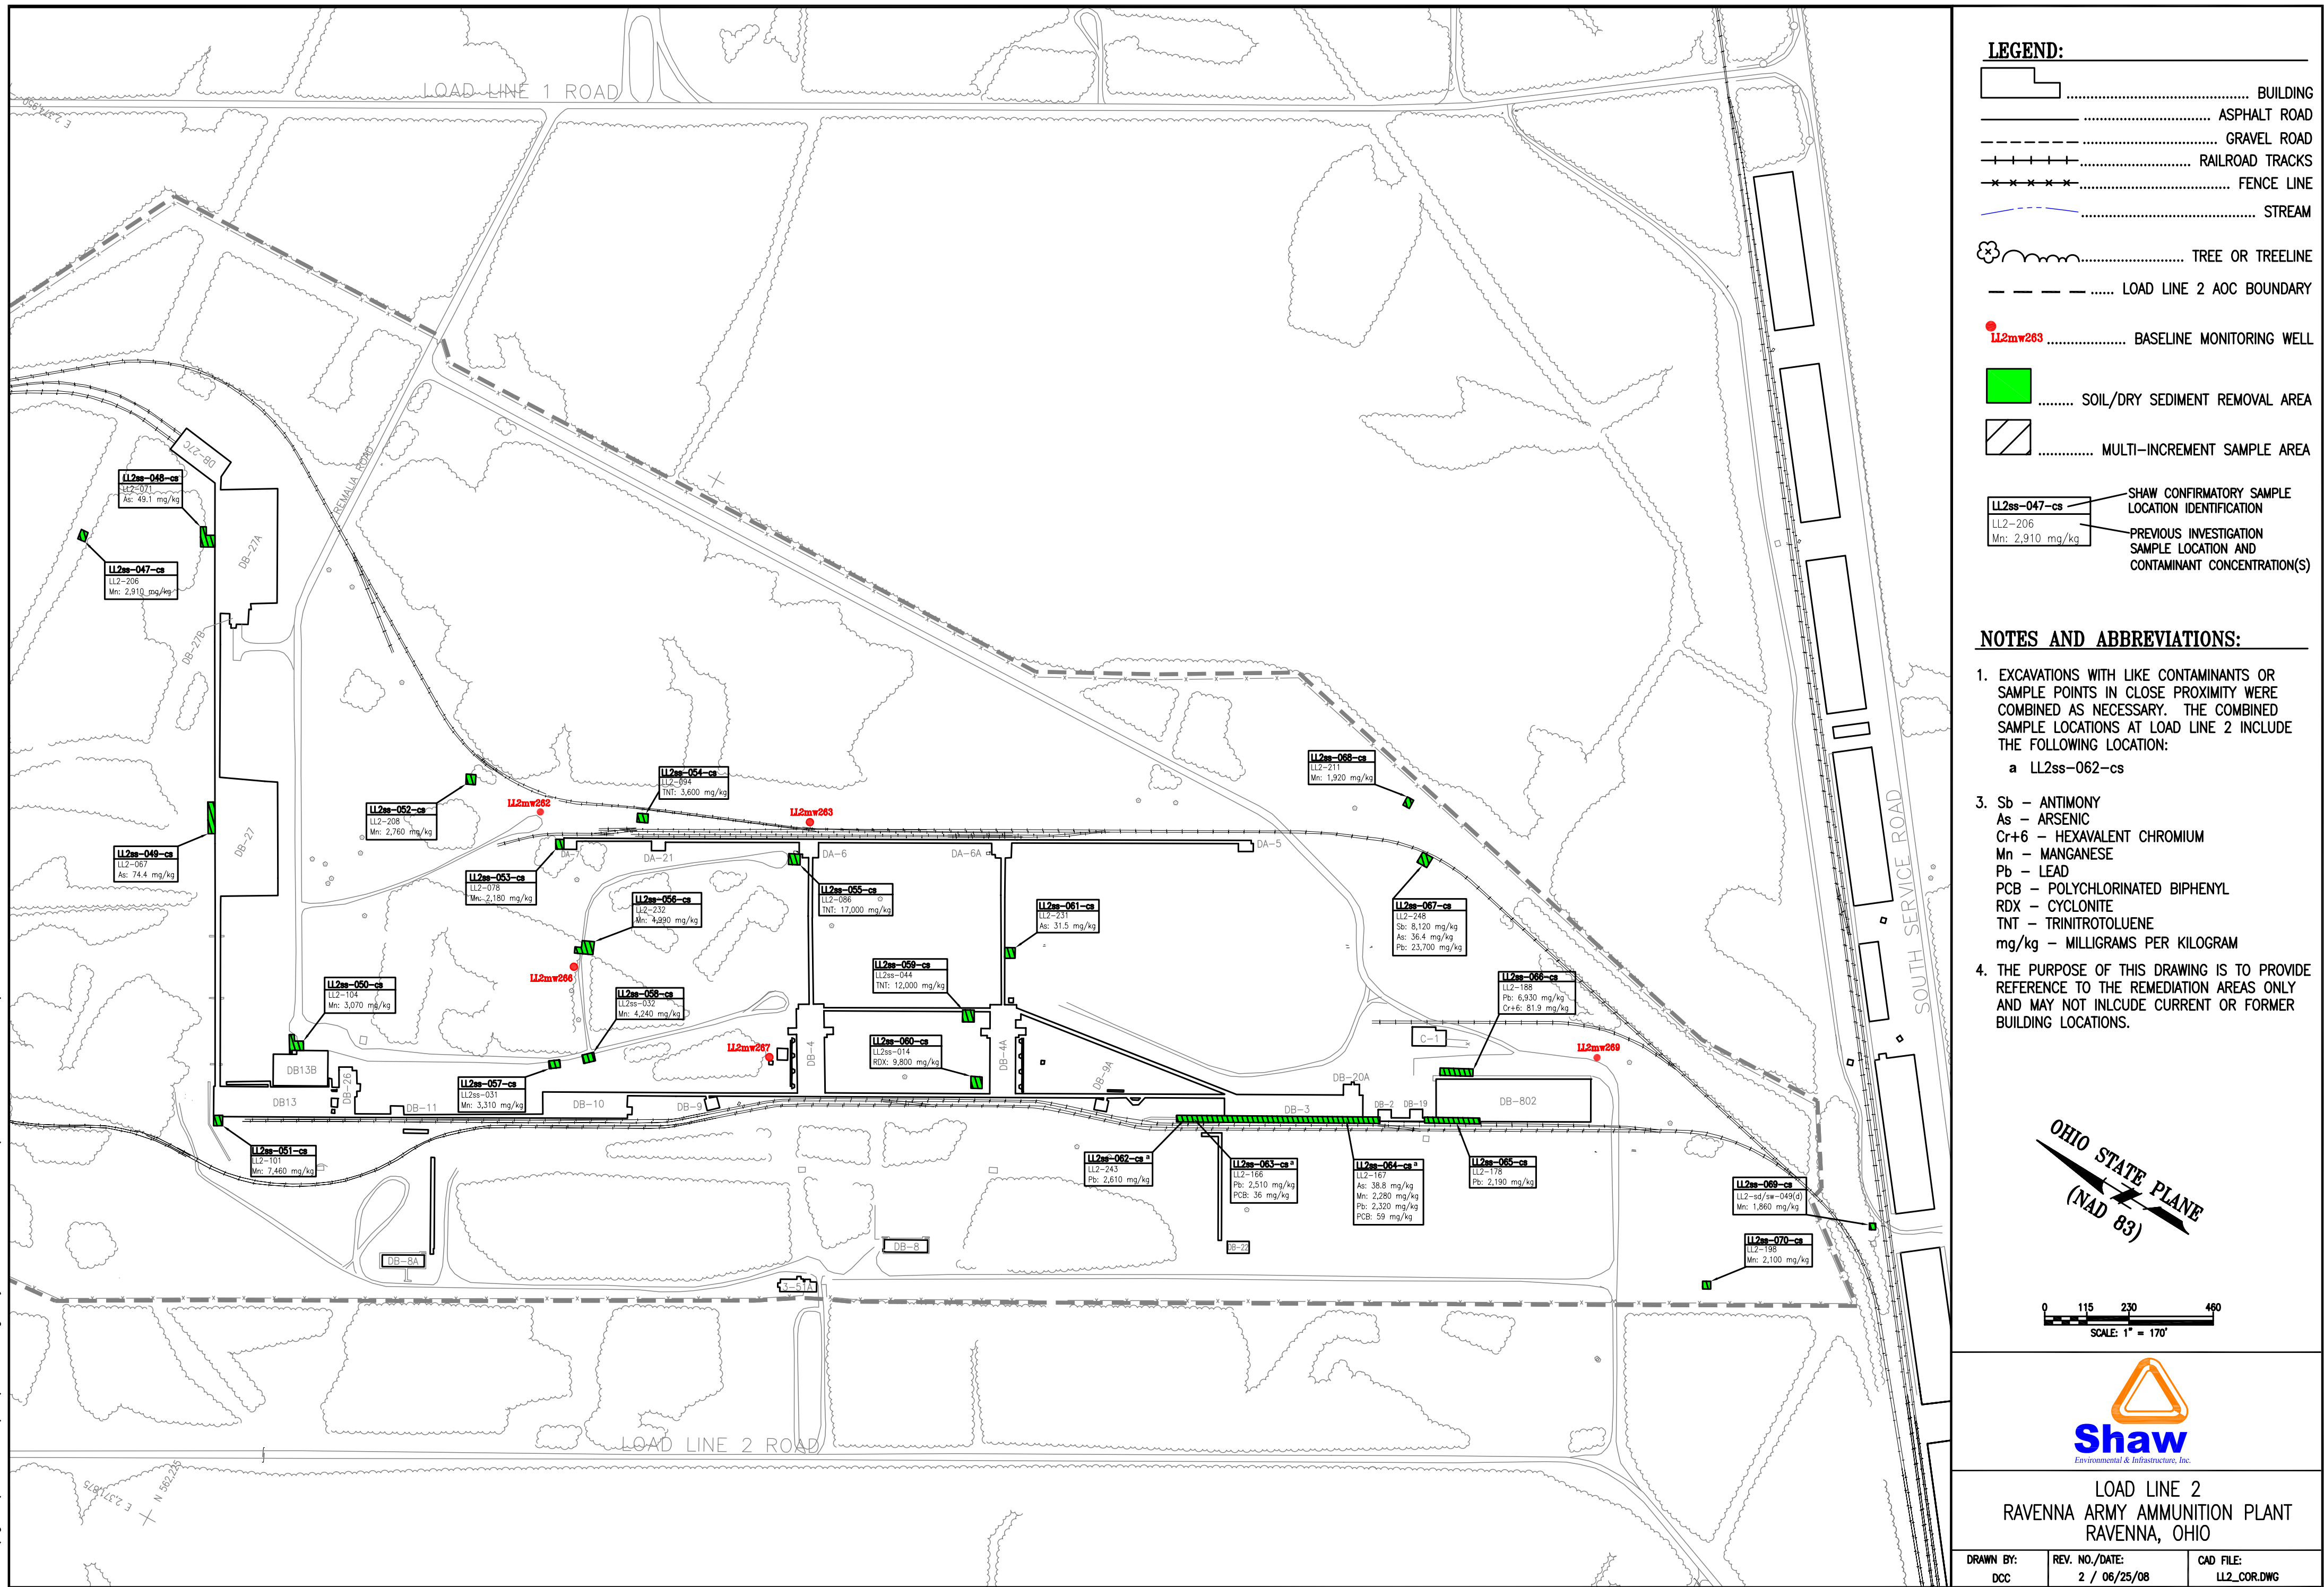 LOAD LINE 1 ROAD
E 2,374,950
REMALIA ROAD
DB-27C
LL2ss-048-cs
LL2-071
As: 49.1 mg/kg
DB-27A
LL2ss-047-cs
LL2-206
Mn: 2,910 mg/kg
DB-27B
LL2ss-054-cs
LL2-094
TNT: 3,600 mg/kg
LL2ss-068-cs
LL2-211
Mn: 1,920 mg/kg
LL2ss-052-cs
LL2-208
Mn: 2,760 mg/kg
LL2mw262
LL2mw263
DB-27
LL2ss-049-cs
LL2-067
As: 74.4 mg/kg
DA-7
DA-21
DA-6
DA-6A
DA-5
LL2ss-053-cs
LL2-078
Mn: 2,180 mg/kg
LL2ss-055-cs
LL2-086
TNT: 17,000 mg/kg
LL2ss-056-cs
LL2-232
Mn: 4,990 mg/kg
LL2ss-061-cs
LL2-231
As: 31.5 mg/kg
LL2ss-067-cs
LL2-248
Sb: 8,120 mg/kg
As: 36.4 mg/kg
Pb: 23,700 mg/kg
SOUTH SERVICE ROAD
LL2mw266
LL2ss-059-cs
LL2ss-044
TNT: 12,000 mg/kg
LL2ss-066-cs
LL2-188
Pb: 6,930 mg/kg
Cr+6: 81.9 mg/kg
LL2ss-050-cs
LL2-104
Mn: 3,070 mg/kg
LL2ss-058-cs
LL2ss-032
Mn: 4,240 mg/kg
LL2mw267
DB-4
LL2ss-060-cs
LL2ss-014
RDX: 9,800 mg/kg
DB-4A
C-1
LL2mw269
DB13B
DB-26
LL2ss-057-cs
LL2ss-031
Mn: 3,310 mg/kg
DB-9A
DB-20A
DB13
DB-11
DB-10
DB-9
DB-3
DB-2
DB-19
DB-802
LL2ss-051-cs
LL2-101
Mn: 7,460 mg/kg
LL2ss-062-cs a
LL2-243
Pb: 2,610 mg/kg
LL2ss-063-cs a
LL2-166
Pb: 2,510 mg/kg
PCB: 36 mg/kg
LL2ss-064-cs a
LL2-167
As: 38.8 mg/kg
Mn: 2,280 mg/kg
Pb: 2,320 mg/kg
PCB: 59 mg/kg
LL2ss-065-cs
LL2-178
Pb: 2,190 mg/kg
LL2ss-069-cs
LL2-sd/sw-049(d)
Mn: 1,860 mg/kg
DB-8A
DB-8
DB-22
LL2ss-070-cs
LL2-198
Mn: 2,100 mg/kg
3-51A
LOAD LINE 2 ROAD
E 2,371,875
N 562,225
LEGEND:
BUILDING
ASPHALT ROAD
GRAVEL ROAD
RAILROAD TRACKS
FENCE LINE
STREAM
TREE OR TREELINE
LOAD LINE 2 AOC BOUNDARY
LL2mw263 BASELINE MONITORING WELL
SOIL/DRY SEDIMENT REMOVAL AREA
MULTI-INCREMENT SAMPLE AREA
LL2ss-047-cs
LL2-206
Mn: 2,910 mg/kg
SHAW CONFIRMATORY SAMPLE
LOCATION IDENTIFICATION
PREVIOUS INVESTIGATION
SAMPLE LOCATION AND
CONTAMINANT CONCENTRATION(S)
NOTES AND ABBREVIATIONS:
1. EXCAVATIONS WITH LIKE CONTAMINANTS OR
SAMPLE POINTS IN CLOSE PROXIMITY WERE
COMBINED AS NECESSARY. THE COMBINED
SAMPLE LOCATIONS AT LOAD LINE 2 INCLUDE
THE FOLLOWING LOCATION:
a LL2ss-062-cs
3. Sb - ANTIMONY
As - ARSENIC
Cr+6 - HEXAVALENT CHROMIUM
Mn - MANGANESE
Pb - LEAD
PCB - POLYCHLORINATED BIPHENYL
RDX - CYCLONITE
TNT - TRINITROTOLUENE
mg/kg - MILLIGRAMS PER KILOGRAM
4. THE PURPOSE OF THIS DRAWING IS TO PROVIDE
REFERENCE TO THE REMEDIATION AREAS ONLY
AND MAY NOT INLCUDE CURRENT OR FORMER
BUILDING LOCATIONS.
OHIO STATE PLANE
(NAD 83)
0 115 230 460
SCALE: 1" = 170'
Shaw
Environmental & Infrastructure, Inc.
LOAD LINE 2
RAVENNA ARMY AMMUNITION PLANT
RAVENNA, OHIO
DRAWN BY:
DCC
REV. NO./DATE:
2 / 06/25/08
CAD FILE:
LL2_COR.DWG